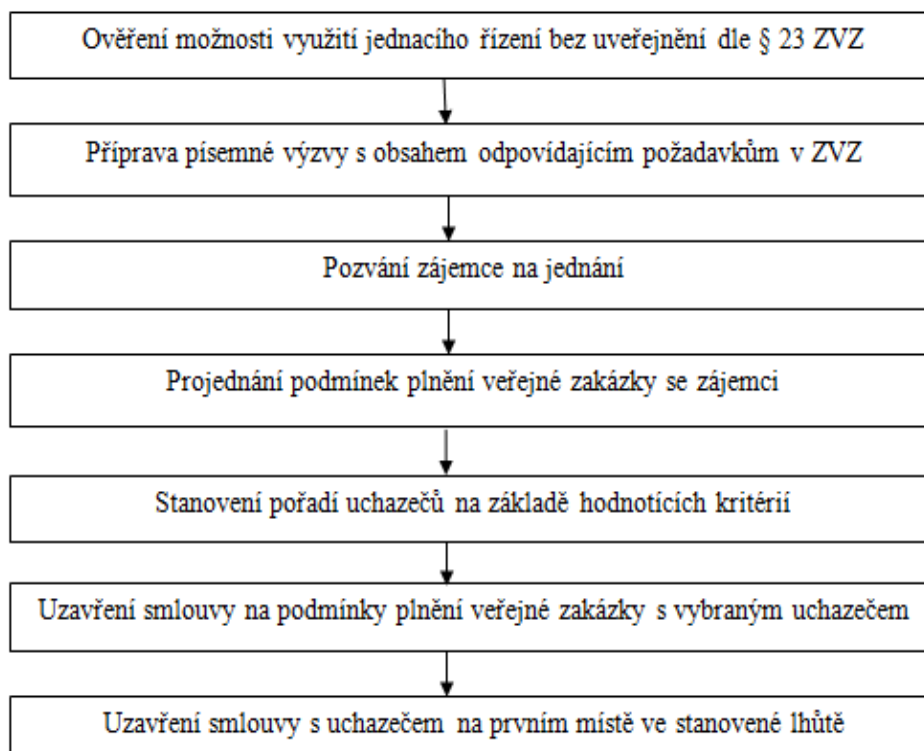 Ověření možnosti využití jednacího řízení bez uveřejnění dle § 23 ZVZ
Příprava písemné výzvy s obsahem odpovídajícím požadavkům v ZVZ
Pozvání zájemce na jednání
Projednání podmínek plnění veřejné zakázky se zájemci
Stanovení pořadí uchazečů na základě hodnotících kritérií
Uzavření smlouvy na podmínky plnění veřejné zakázky s vybraným uchazečem
Uzavření smlouvy s uchazečem na prvním místě ve stanovené lhůtě